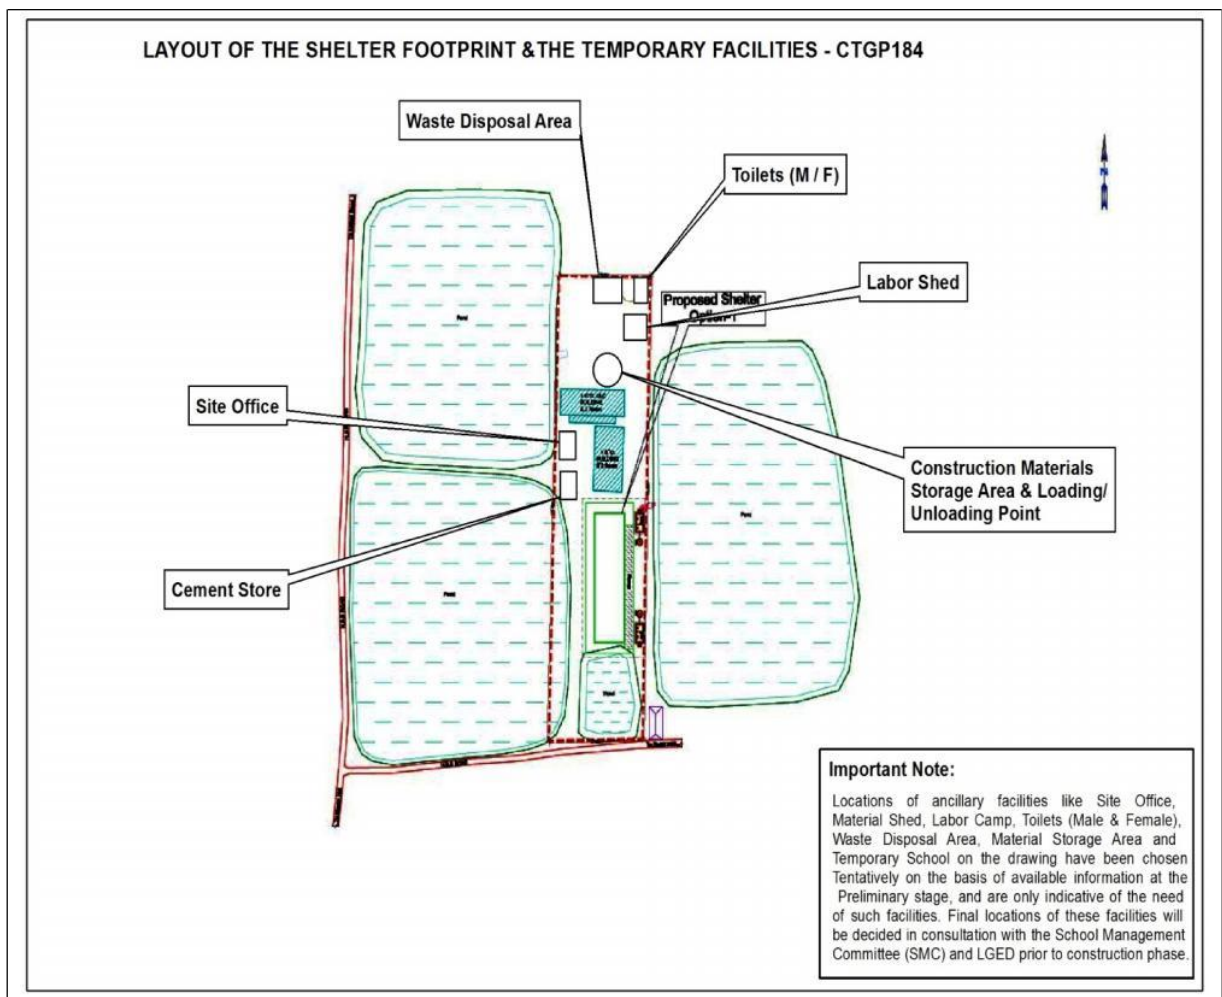 LAYOUT OF THE SHELTER FOOTPRINT &THE TEMPORARY FACILITIES - CTGP184
Waste Disposal Area
Toilets (M / F)
N
Labor Shed
Proposed Shelter
Pond
Site Office
Construction Materials
Storage Area & Loading/
Unloading Point
Pond
Pond
Cement Store
Pond
Important Note:
Locations of ancillary facilities like Site Office,
Material Shed, Labor Camp, Toilets (Male & Female),
Waste Disposal Area, Material Storage Area and
Temporary School on the drawing have been chosen
Tentatively on the basis of available information at the
Preliminary stage, and are only indicative of the need
of such facilities. Final locations of these facilities will
be decided in consultation with the School Management
Committee (SMC) and LGED prior to construction phase.